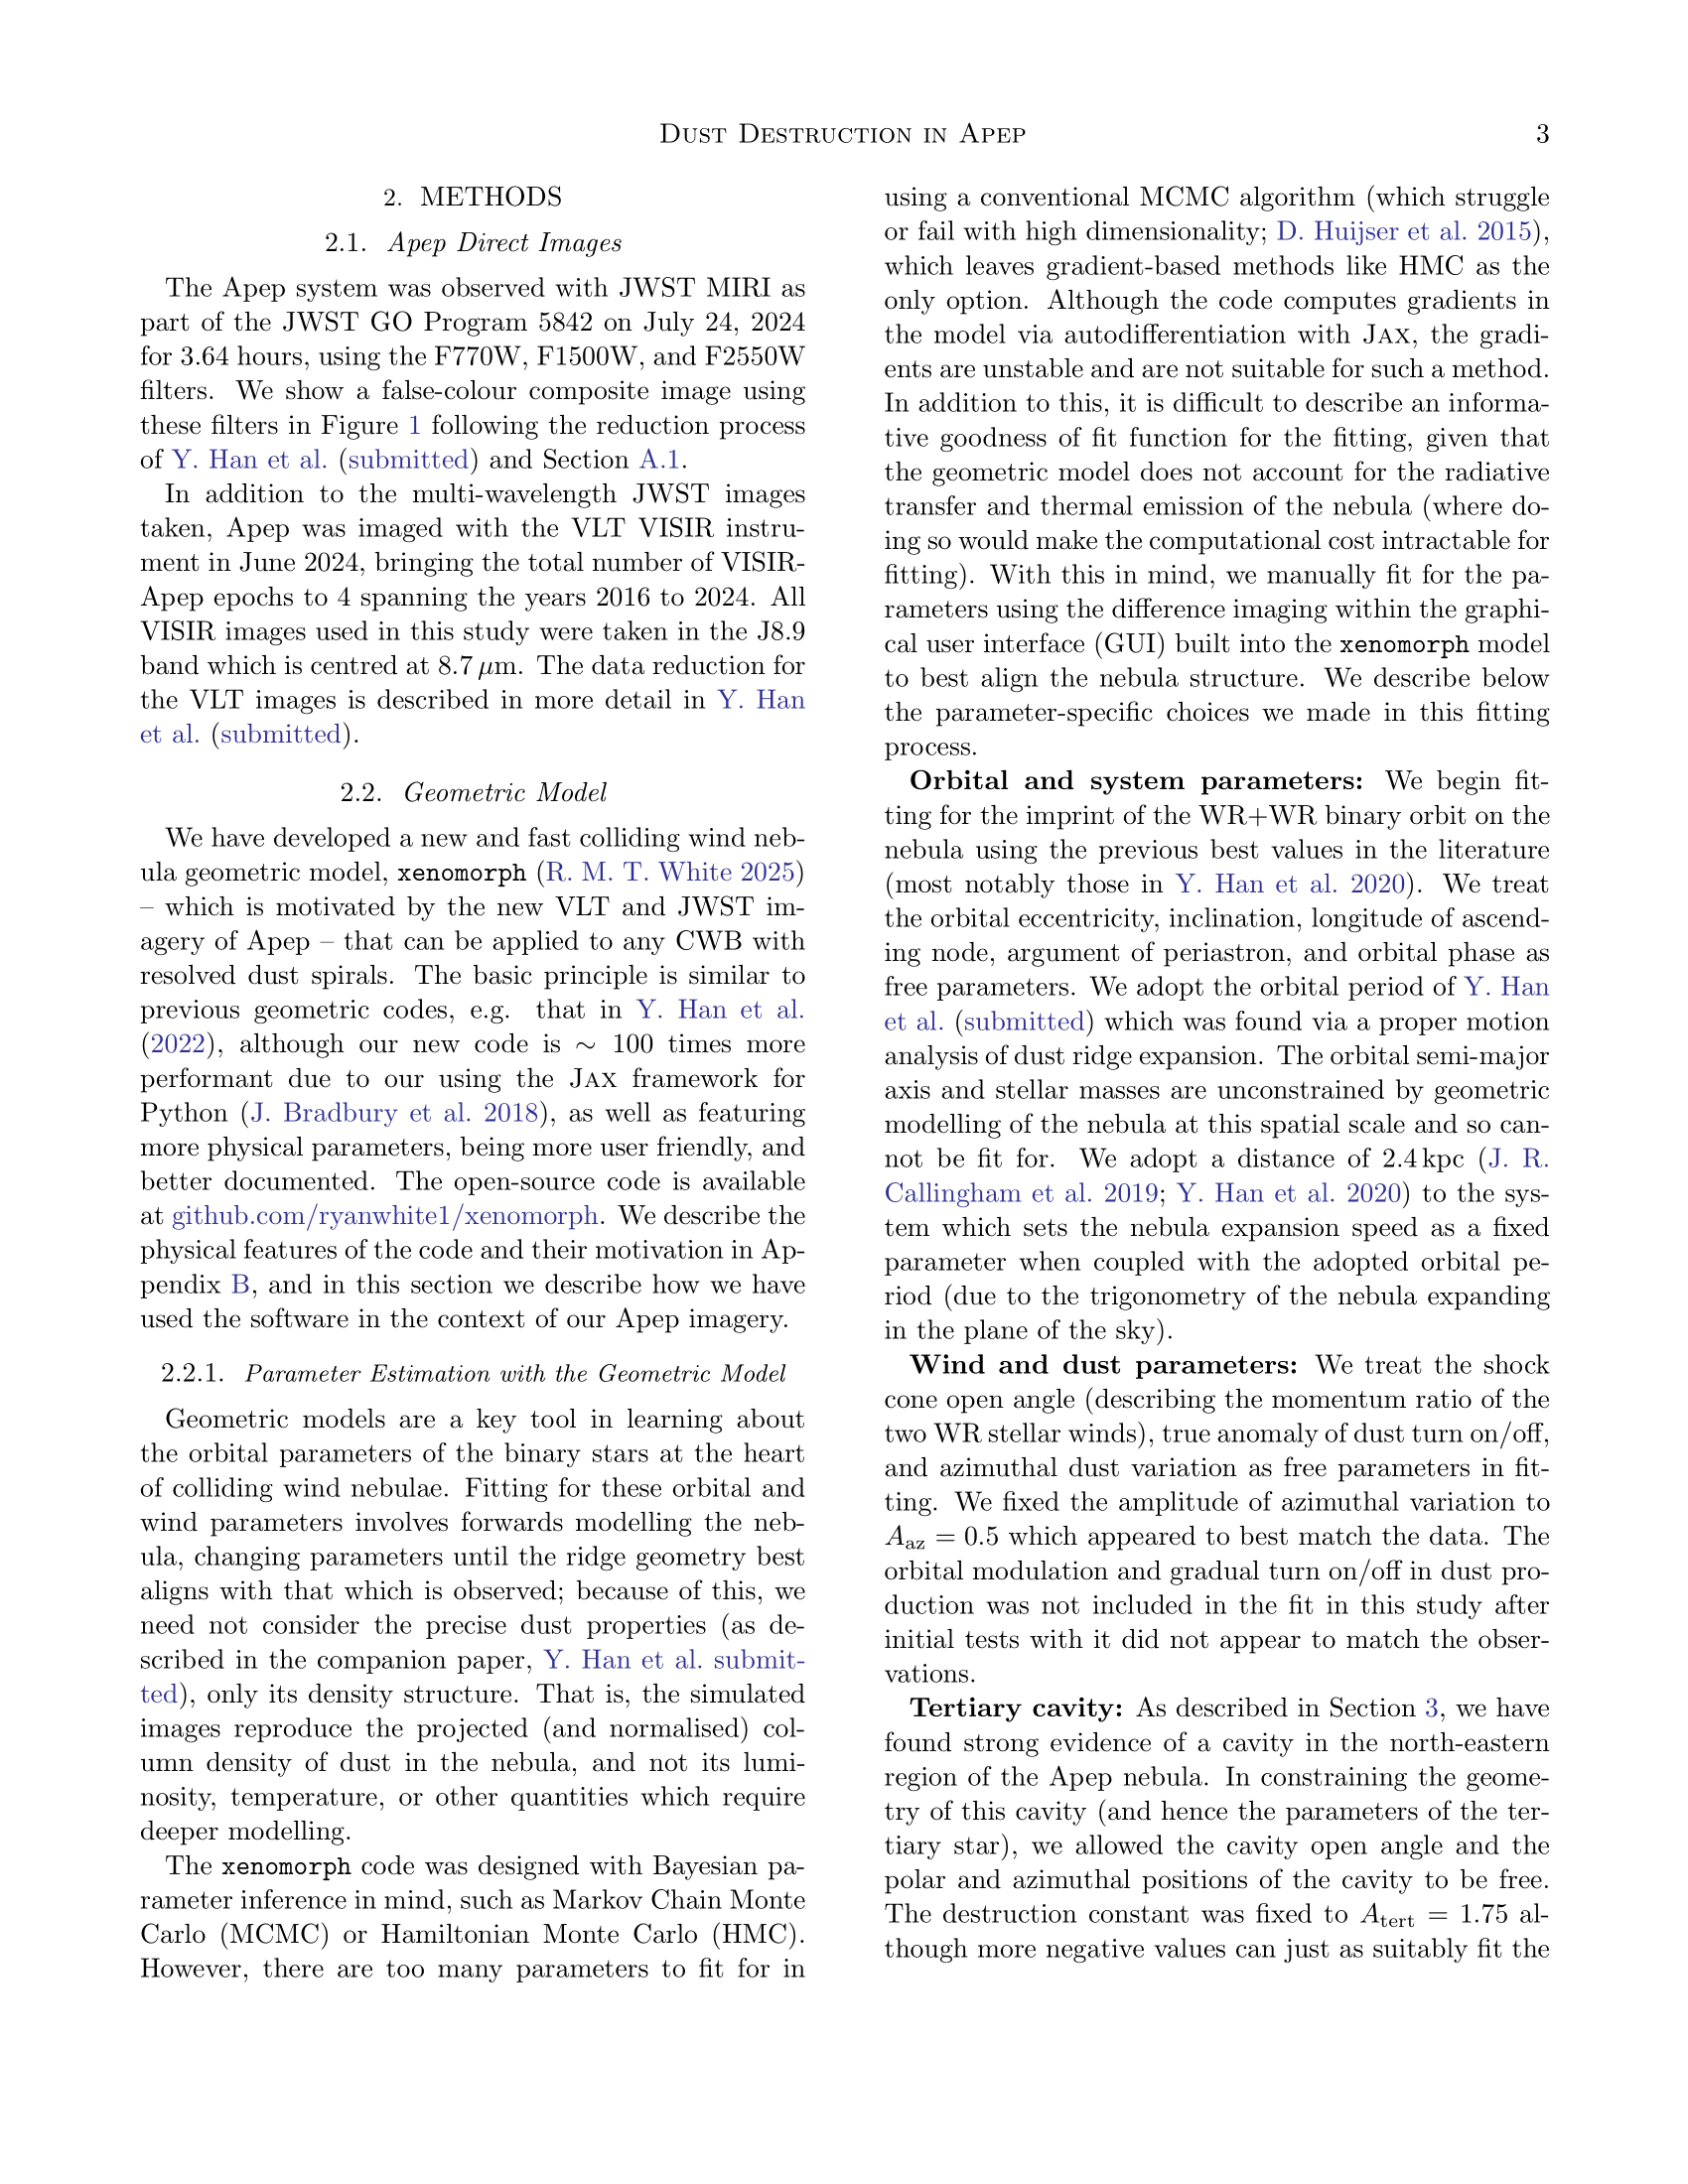 DUST DESTRUCTION IN APEP
3
2. METHODS
2.1. Apep Direct Images
The Apep system was observed with JWST MIRI as
part of the JWST GO Program 5842 on July 24, 2024
for 3.64 hours, using the F770W, F1500W, and F2550W
filters. We show a false-colour composite image using
these filters in Figure 1 following the reduction process
of Y. Han et al. (submitted) and Section A.1.
In addition to the multi-wavelength JWST images
taken, Apep was imaged with the VLT VISIR instru-
ment in June 2024, bringing the total number of VISIR-
Apep epochs to 4 spanning the years 2016 to 2024. All
VISIR images used in this study were taken in the J8.9
band which is centred at 8.7 μm. The data reduction for
the VLT images is described in more detail in Y. Han
et al. (submitted).
2.2. Geometric Model
We have developed a new and fast colliding wind neb-
ula geometric model, xenomorph (R. M. T. White 2025)
– which is motivated by the new VLT and JWST im-
agery of Apep – that can be applied to any CWB with
resolved dust spirals. The basic principle is similar to
previous geometric codes, e.g. that in Y. Han et al.
(2022), although our new code is ∼ 100 times more
performant due to our using the JAX framework for
Python (J. Bradbury et al. 2018), as well as featuring
more physical parameters, being more user friendly, and
better documented. The open-source code is available
at github.com/ryanwhite1/xenomorph. We describe the
physical features of the code and their motivation in Ap-
pendix B, and in this section we describe how we have
used the software in the context of our Apep imagery.
2.2.1. Parameter Estimation with the Geometric Model
Geometric models are a key tool in learning about
the orbital parameters of the binary stars at the heart
of colliding wind nebulae. Fitting for these orbital and
wind parameters involves forwards modelling the neb-
ula, changing parameters until the ridge geometry best
aligns with that which is observed; because of this, we
need not consider the precise dust properties (as de-
scribed in the companion paper, Y. Han et al. submit-
ted), only its density structure. That is, the simulated
images reproduce the projected (and normalised) col-
umn density of dust in the nebula, and not its lumi-
nosity, temperature, or other quantities which require
deeper modelling.
The xenomorph code was designed with Bayesian pa-
rameter inference in mind, such as Markov Chain Monte
Carlo (MCMC) or Hamiltonian Monte Carlo (HMC).
However, there are too many parameters to fit for in
using a conventional MCMC algorithm (which struggle
or fail with high dimensionality; D. Huijser et al. 2015),
which leaves gradient-based methods like HMC as the
only option. Although the code computes gradients in
the model via autodifferentiation with JAX, the gradi-
ents are unstable and are not suitable for such a method.
In addition to this, it is difficult to describe an informa-
tive goodness of fit function for the fitting, given that
the geometric model does not account for the radiative
transfer and thermal emission of the nebula (where do-
ing so would make the computational cost intractable for
fitting). With this in mind, we manually fit for the pa-
rameters using the difference imaging within the graphi-
cal user interface (GUI) built into the xenomorph model
to best align the nebula structure. We describe below
the parameter-specific choices we made in this fitting
process.
Orbital and system parameters: We begin fit-
ting for the imprint of the WR+WR binary orbit on the
nebula using the previous best values in the literature
(most notably those in Y. Han et al. 2020). We treat
the orbital eccentricity, inclination, longitude of ascend-
ing node, argument of periastron, and orbital phase as
free parameters. We adopt the orbital period of Y. Han
et al. (submitted) which was found via a proper motion
analysis of dust ridge expansion. The orbital semi-major
axis and stellar masses are unconstrained by geometric
modelling of the nebula at this spatial scale and so can-
not be fit for. We adopt a distance of 2.4 kpc (J. R.
Callingham et al. 2019; Y. Han et al. 2020) to the sys-
tem which sets the nebula expansion speed as a fixed
parameter when coupled with the adopted orbital pe-
riod (due to the trigonometry of the nebula expanding
in the plane of the sky).
Wind and dust parameters: We treat the shock
cone open angle (describing the momentum ratio of the
two WR stellar winds), true anomaly of dust turn on/off,
and azimuthal dust variation as free parameters in fit-
ting. We fixed the amplitude of azimuthal variation to
A_az = 0.5 which appeared to best match the data. The
orbital modulation and gradual turn on/off in dust pro-
duction was not included in the fit in this study after
initial tests with it did not appear to match the obser-
vations.
Tertiary cavity: As described in Section 3, we have
found strong evidence of a cavity in the north-eastern
region of the Apep nebula. In constraining the geome-
try of this cavity (and hence the parameters of the ter-
tiary star), we allowed the cavity open angle and the
polar and azimuthal positions of the cavity to be free.
The destruction constant was fixed to A_tert = 1.75 al-
though more negative values can just as suitably fit the